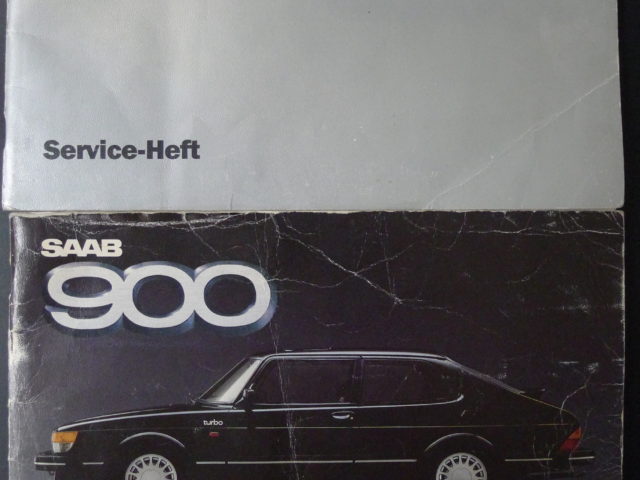 Service-Heft
SAAB
900
turbo